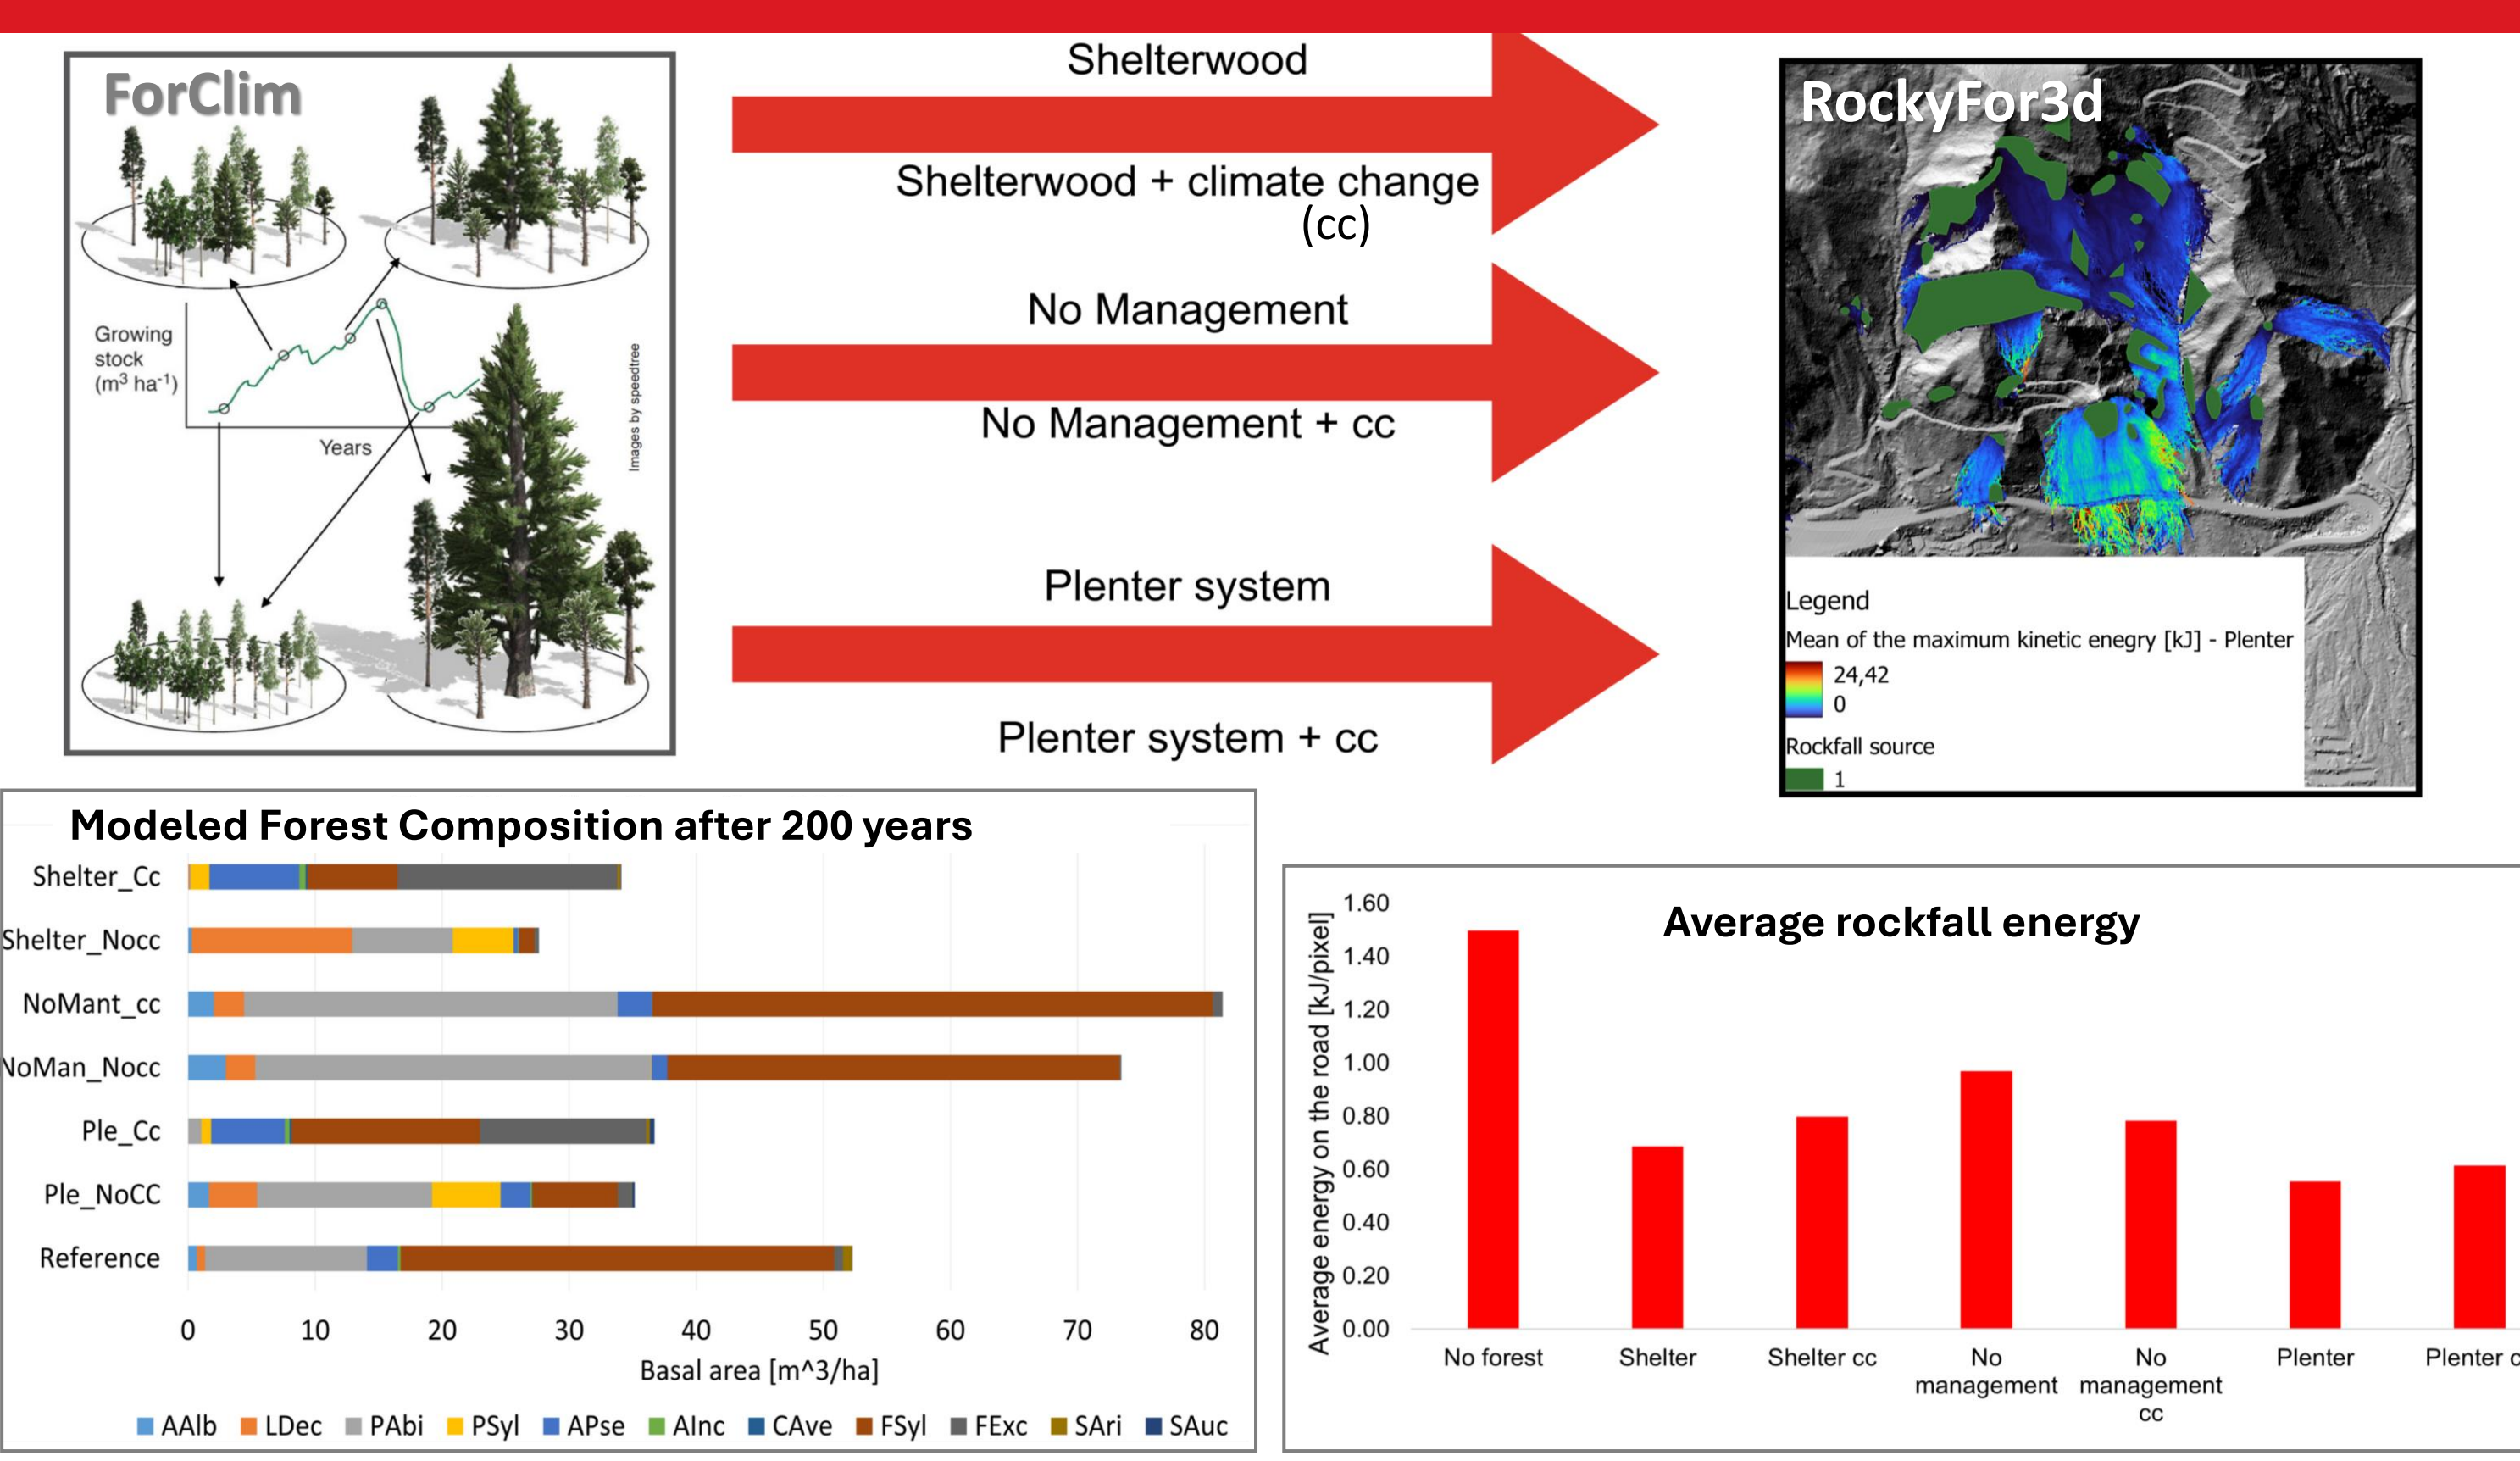 ForClim
Growing
stock
(m³ ha⁻¹)
Years
Images by speedtree
Shelterwood
Shelterwood + climate change
(cc)
No Management
No Management + cc
Plenter system
Plenter system + cc
RockyFor3d
Legend
Mean of the maximum kinetic enegry [kJ] - Plenter
24,42
0
Rockfall source
1
Modeled Forest Composition after 200 years
Shelter_Cc
Shelter_Nocc
NoMant_cc
NoMan_Nocc
Ple_Cc
Ple_NoCC
Reference
0 10 20 30 40 50 60 70 80
Basal area [m^3/ha]
AAlb LDec PAbi PSyl APse AInc CAve FSyl FExc SAri SAuc
Average rockfall energy
Average energy on the road [kJ/pixel]
1.60
1.40
1.20
1.00
0.80
0.60
0.40
0.20
0.00
No forest
Shelter
Shelter cc
No
management
No
management
cc
Plenter
Plenter c